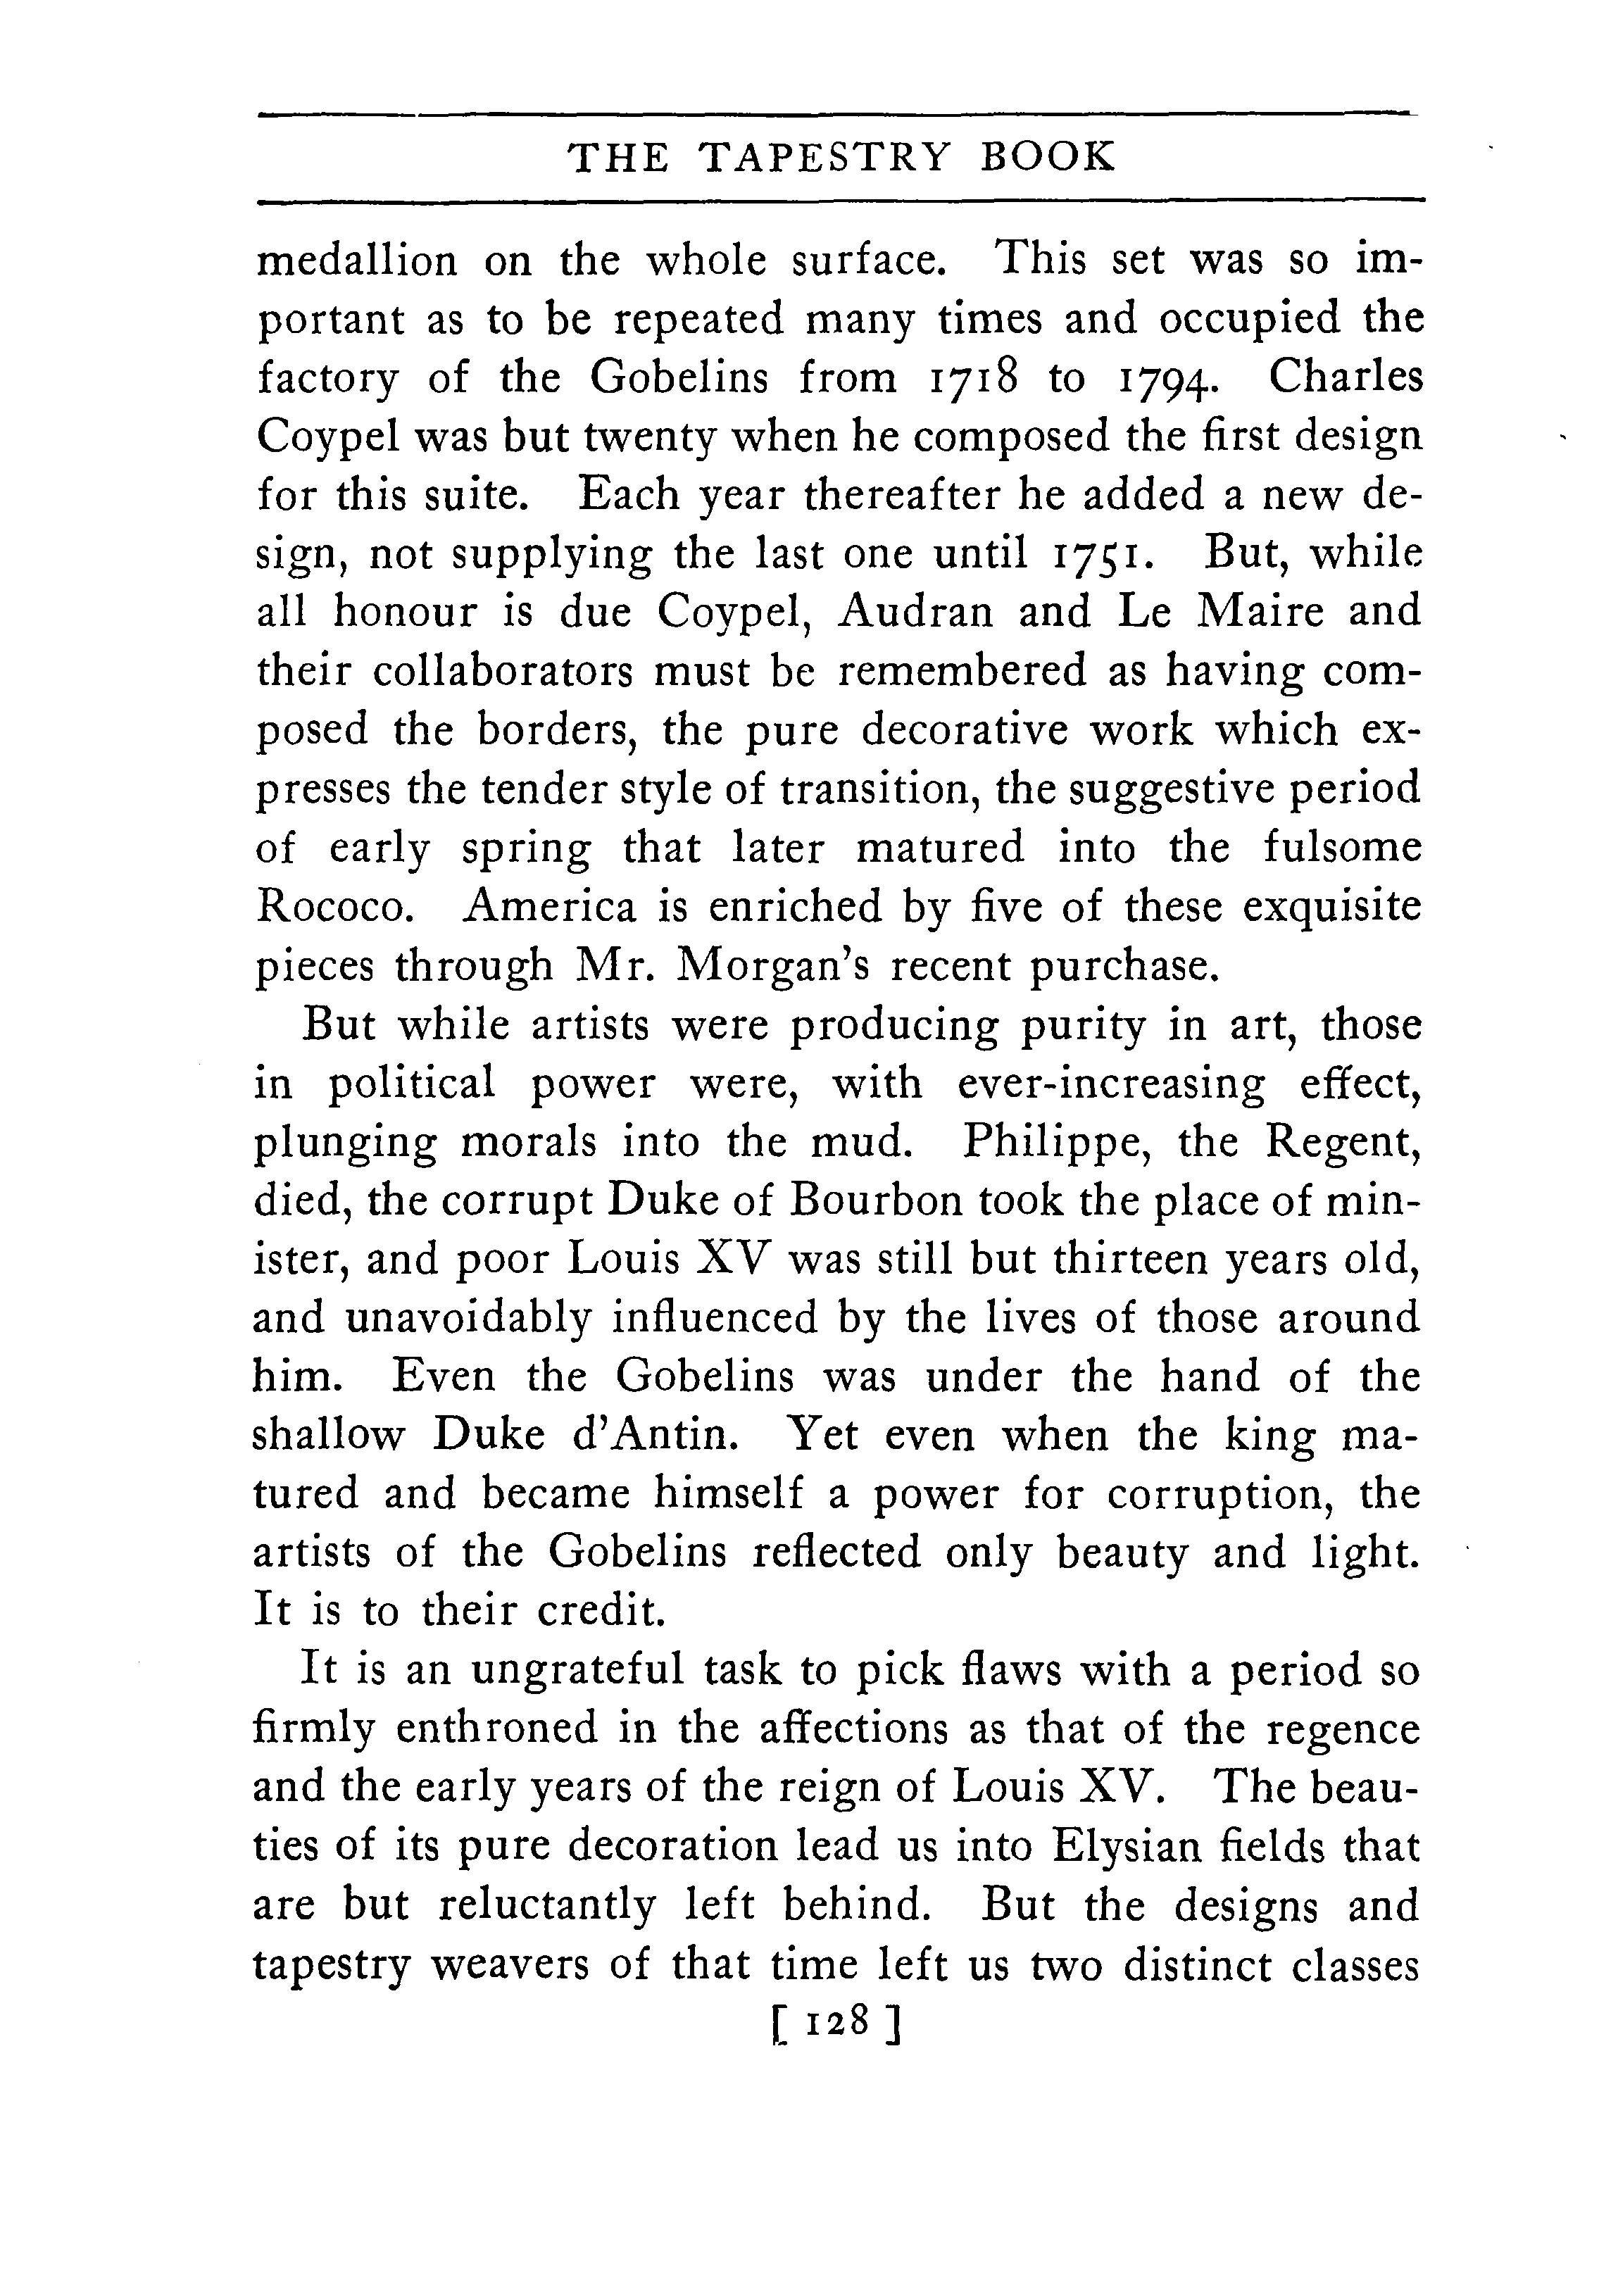 THE TAPESTRY BOOK
medallion on the whole surface. This set was so im-
portant as to be repeated many times and occupied the
factory of the Gobelins from 1718 to 1794. Charles
Coypel was but twenty when he composed the first design
for this suite. Each year thereafter he added a new de-
sign, not supplying the last one until 1751. But, while
all honour is due Coypel, Audran and Le Maire and
their collaborators must be remembered as having com-
posed the borders, the pure decorative work which ex-
presses the tender style of transition, the suggestive period
of early spring that later matured into the fulsome
Rococo. America is enriched by five of these exquisite
pieces through Mr. Morgan's recent purchase.
But while artists were producing purity in art, those
in political power were, with ever-increasing effect,
plunging morals into the mud. Philippe, the Regent,
died, the corrupt Duke of Bourbon took the place of min-
ister, and poor Louis XV was still but thirteen years old,
and unavoidably influenced by the lives of those around
him. Even the Gobelins was under the hand of the
shallow Duke d'Antin. Yet even when the king ma-
tured and became himself a power for corruption, the
artists of the Gobelins reflected only beauty and light.
It is to their credit.
It is an ungrateful task to pick flaws with a period so
firmly enthroned in the affections as that of the regence
and the early years of the reign of Louis XV. The beau-
ties of its pure decoration lead us into Elysian fields that
are but reluctantly left behind. But the designs and
tapestry weavers of that time left us two distinct classes
[ 128 ]